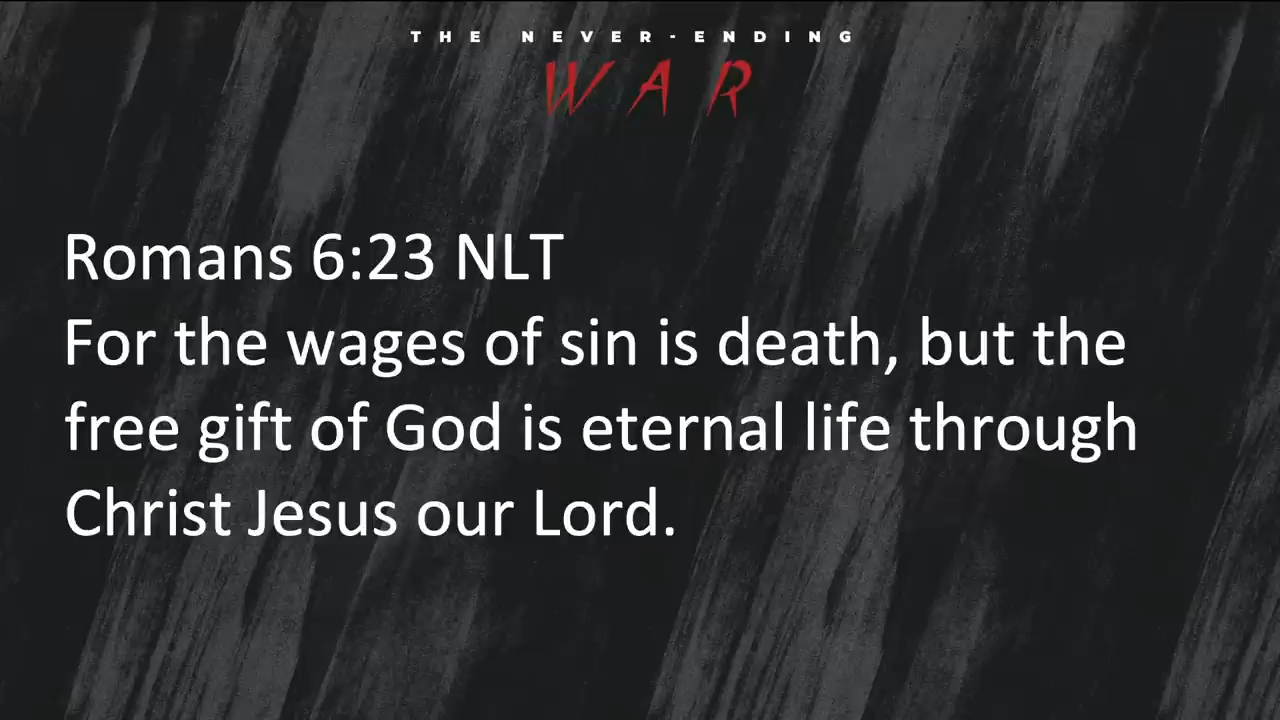 THE NEVER-ENDING
WAR
Romans 6:23 NLT
For the wages of sin is death, but the
free gift of God is eternal life through
Christ Jesus our Lord.